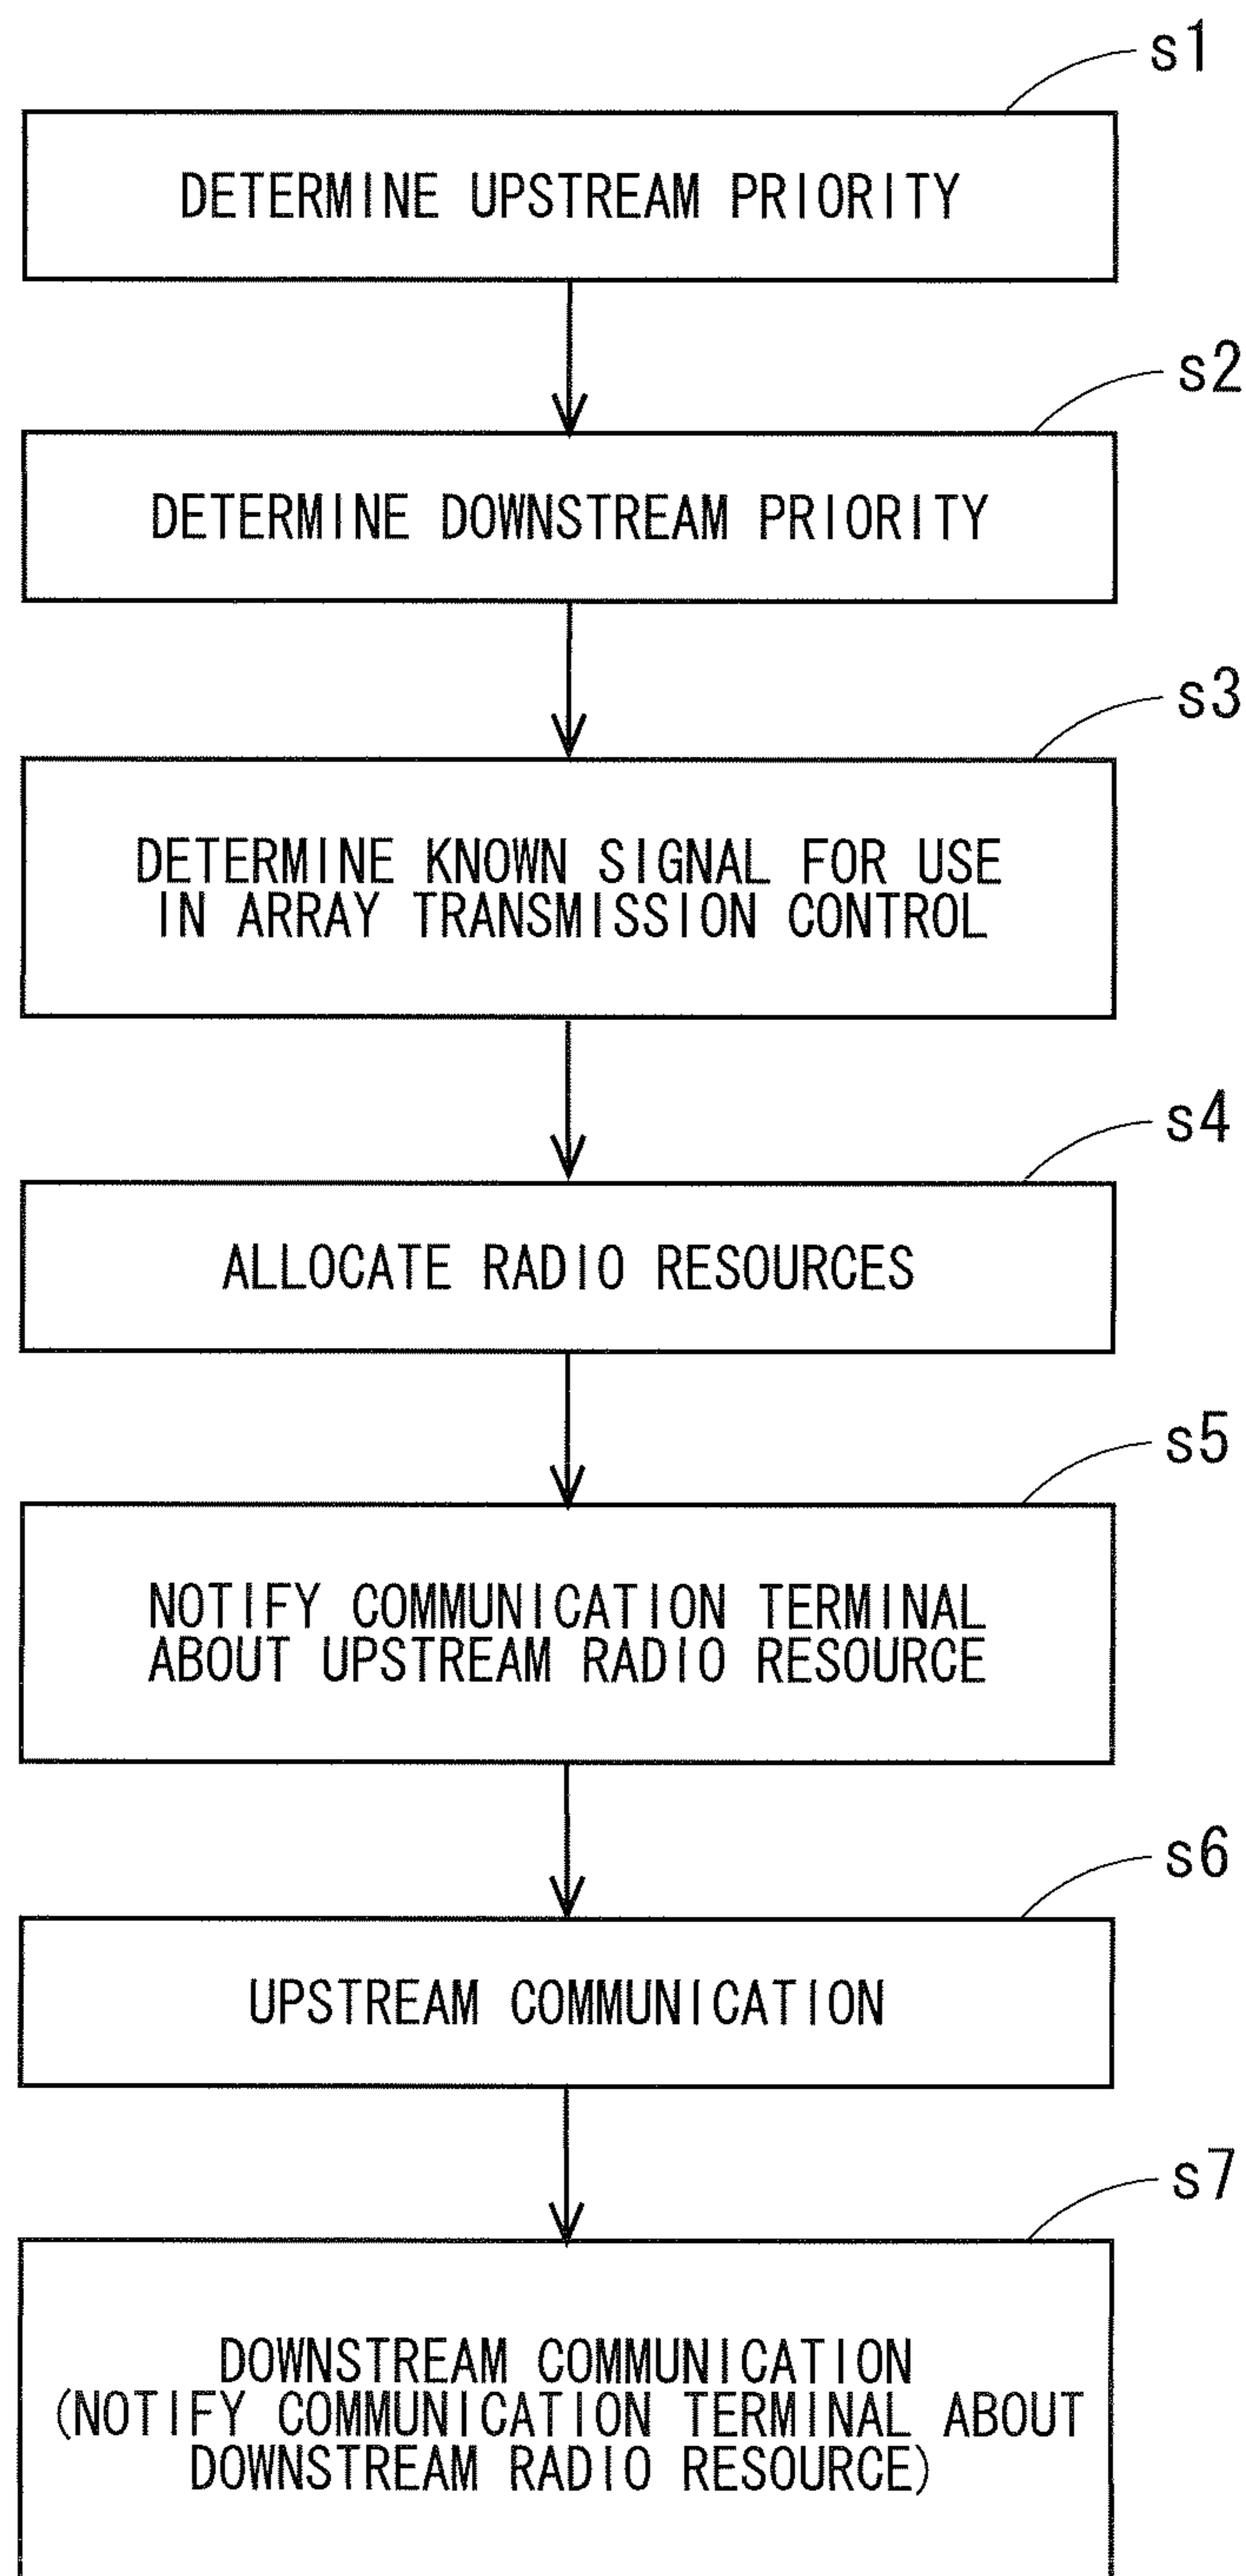 s1
DETERMINE UPSTREAM PRIORITY
s2
DETERMINE DOWNSTREAM PRIORITY
s3
DETERMINE KNOWN SIGNAL FOR USE
IN ARRAY TRANSMISSION CONTROL
s4
ALLOCATE RADIO RESOURCES
s5
NOTIFY COMMUNICATION TERMINAL
ABOUT UPSTREAM RADIO RESOURCE
s6
UPSTREAM COMMUNICATION
s7
DOWNSTREAM COMMUNICATION
(NOTIFY COMMUNICATION TERMINAL ABOUT
DOWNSTREAM RADIO RESOURCE)